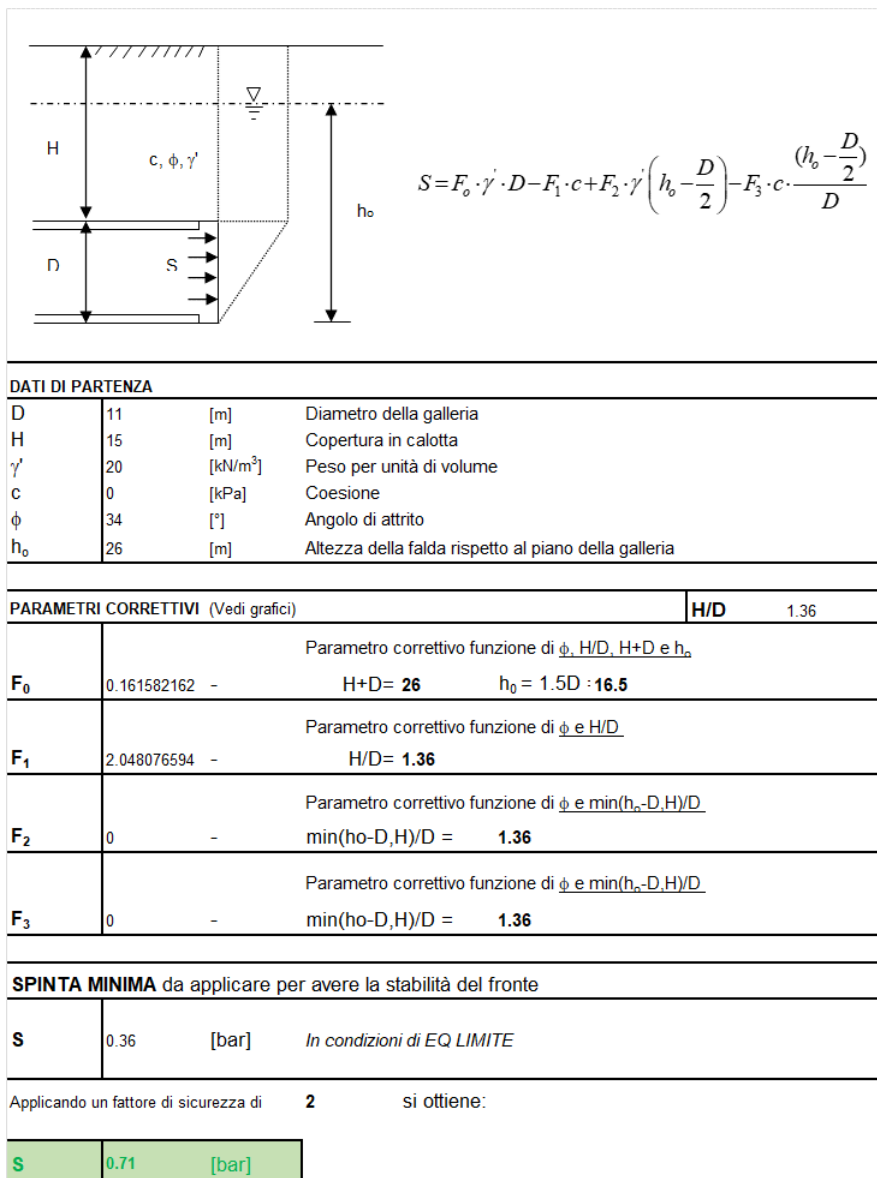 H
c, ϕ, γ'
hₒ
D
S
S = Fₒ · γ' · D − F₁ · c + F₂ · γ' (hₒ − D/2) − F₃ · c · (hₒ − D/2)/D
DATI DI PARTENZA
D 11 [m] Diametro della galleria
H 15 [m] Copertura in calotta
γ' 20 [kN/m³] Peso per unità di volume
c 0 [kPa] Coesione
ϕ 34 [°] Angolo di attrito
hₒ 26 [m] Altezza della falda rispetto al piano della galleria
PARAMETRI CORRETTIVI (Vedi grafici) H/D 1.36
Parametro correttivo funzione di ϕ, H/D, H+D e hₒ
F₀ 0.161582162 - H+D= 26 h₀ = 1.5D : 16.5
Parametro correttivo funzione di ϕ e H/D
F₁ 2.048076594 - H/D= 1.36
Parametro correttivo funzione di ϕ e min(hₒ-D,H)/D
F₂ 0 - min(ho-D,H)/D = 1.36
Parametro correttivo funzione di ϕ e min(hₒ-D,H)/D
F₃ 0 - min(ho-D,H)/D = 1.36
SPINTA MINIMA da applicare per avere la stabilità del fronte
S 0.36 [bar] In condizioni di EQ LIMITE
Applicando un fattore di sicurezza di 2 si ottiene:
S 0.71 [bar]